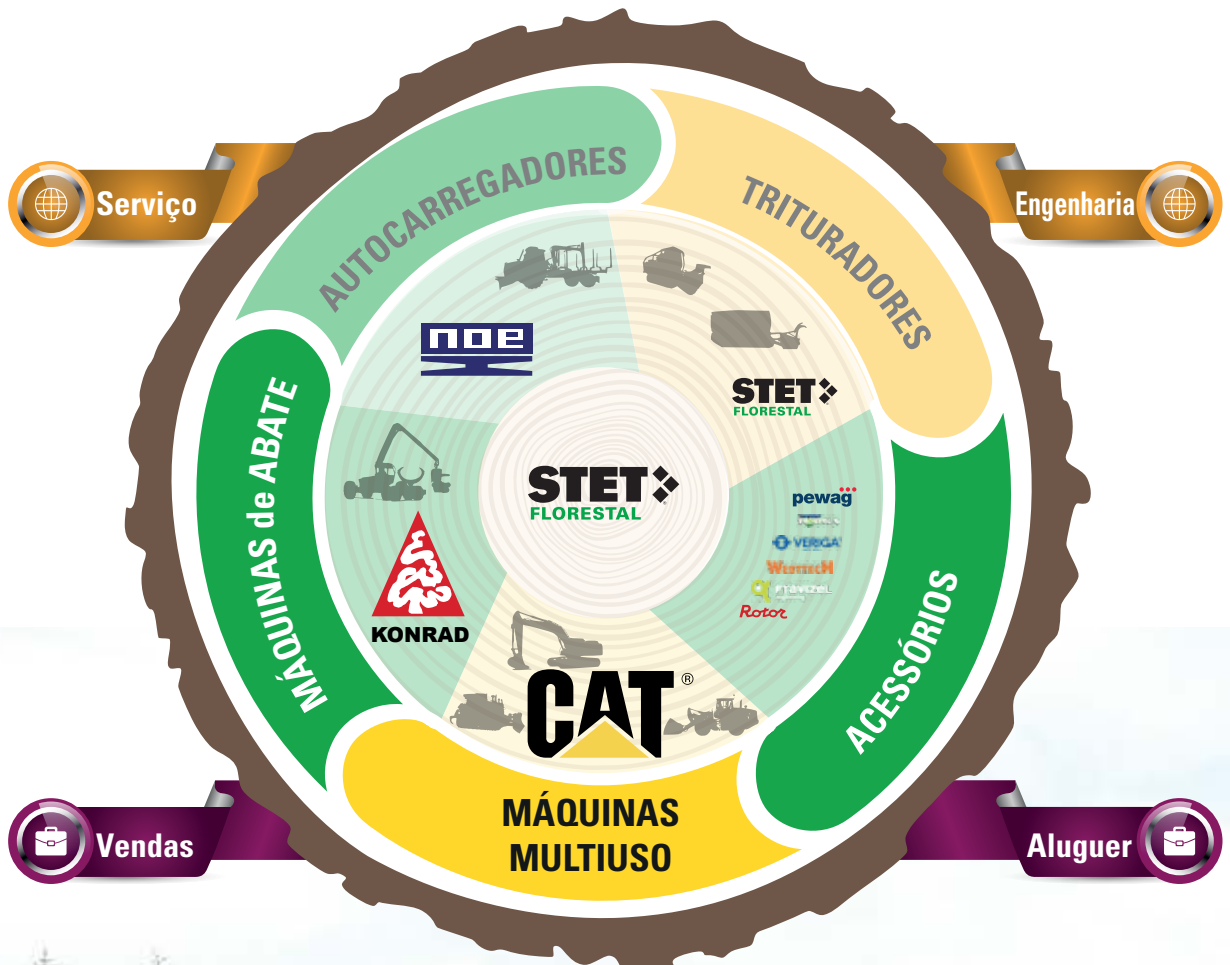 AUTOCARREGADORES
TRITURADORES
Serviço
Engenharia
noe
STET
FLORESTAL
MÁQUINAS de ABATE
STET
FLORESTAL
pewag
VERIGA
WESTTECH
Rotor
KONRAD
ACESSÓRIOS
CAT®
MÁQUINAS
MULTIUSO
Vendas
Aluguer